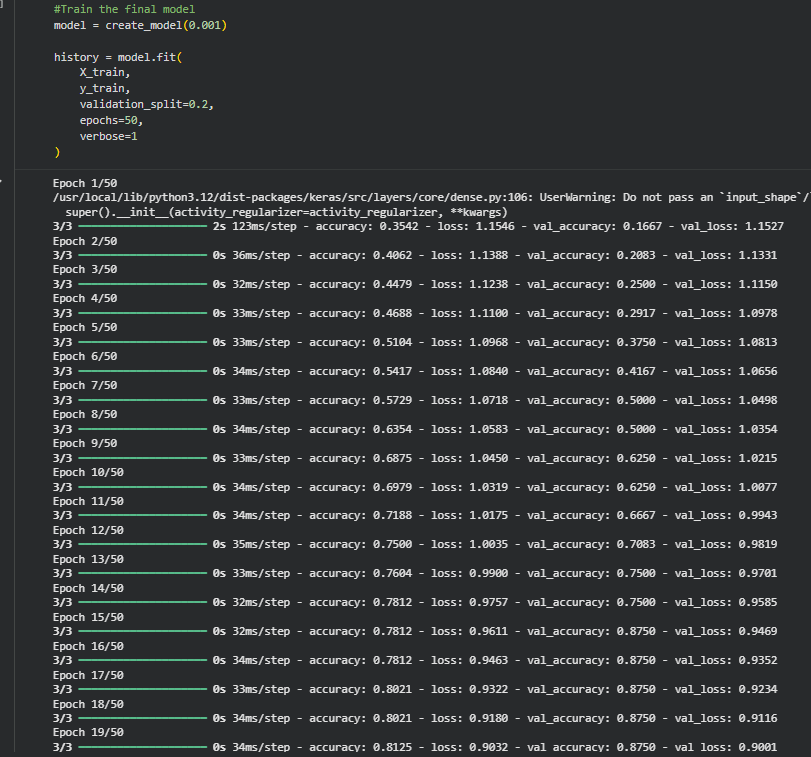 #Train the final model
model = create_model(0.001)
history = model.fit(
X_train,
y_train,
validation_split=0.2,
epochs=50,
verbose=1
)
Epoch 1/50
/usr/local/lib/python3.12/dist-packages/keras/src/layers/core/dense.py:106: UserWarning: Do not pass an `input_shape`/
super().__init__(activity_regularizer=activity_regularizer, **kwargs)
3/3 2s 123ms/step - accuracy: 0.3542 - loss: 1.1546 - val_accuracy: 0.1667 - val_loss: 1.1527
Epoch 2/50
3/3 0s 36ms/step - accuracy: 0.4062 - loss: 1.1388 - val_accuracy: 0.2083 - val_loss: 1.1331
Epoch 3/50
3/3 0s 32ms/step - accuracy: 0.4479 - loss: 1.1238 - val_accuracy: 0.2500 - val_loss: 1.1150
Epoch 4/50
3/3 0s 33ms/step - accuracy: 0.4688 - loss: 1.1100 - val_accuracy: 0.2917 - val_loss: 1.0978
Epoch 5/50
3/3 0s 33ms/step - accuracy: 0.5104 - loss: 1.0968 - val_accuracy: 0.3750 - val_loss: 1.0813
Epoch 6/50
3/3 0s 34ms/step - accuracy: 0.5417 - loss: 1.0840 - val_accuracy: 0.4167 - val_loss: 1.0656
Epoch 7/50
3/3 0s 33ms/step - accuracy: 0.5729 - loss: 1.0718 - val_accuracy: 0.5000 - val_loss: 1.0498
Epoch 8/50
3/3 0s 34ms/step - accuracy: 0.6354 - loss: 1.0583 - val_accuracy: 0.5000 - val_loss: 1.0354
Epoch 9/50
3/3 0s 33ms/step - accuracy: 0.6875 - loss: 1.0450 - val_accuracy: 0.6250 - val_loss: 1.0215
Epoch 10/50
3/3 0s 34ms/step - accuracy: 0.6979 - loss: 1.0319 - val_accuracy: 0.6250 - val_loss: 1.0077
Epoch 11/50
3/3 0s 34ms/step - accuracy: 0.7188 - loss: 1.0175 - val_accuracy: 0.6667 - val_loss: 0.9943
Epoch 12/50
3/3 0s 35ms/step - accuracy: 0.7500 - loss: 1.0035 - val_accuracy: 0.7083 - val_loss: 0.9819
Epoch 13/50
3/3 0s 33ms/step - accuracy: 0.7604 - loss: 0.9900 - val_accuracy: 0.7500 - val_loss: 0.9701
Epoch 14/50
3/3 0s 32ms/step - accuracy: 0.7812 - loss: 0.9757 - val_accuracy: 0.7500 - val_loss: 0.9585
Epoch 15/50
3/3 0s 32ms/step - accuracy: 0.7812 - loss: 0.9611 - val_accuracy: 0.8750 - val_loss: 0.9469
Epoch 16/50
3/3 0s 34ms/step - accuracy: 0.7812 - loss: 0.9463 - val_accuracy: 0.8750 - val_loss: 0.9352
Epoch 17/50
3/3 0s 33ms/step - accuracy: 0.8021 - loss: 0.9322 - val_accuracy: 0.8750 - val_loss: 0.9234
Epoch 18/50
3/3 0s 34ms/step - accuracy: 0.8021 - loss: 0.9180 - val_accuracy: 0.8750 - val_loss: 0.9116
Epoch 19/50
3/3 0s 34ms/step - accuracy: 0.8125 - loss: 0.9032 - val_accuracy: 0.8750 - val_loss: 0.9001